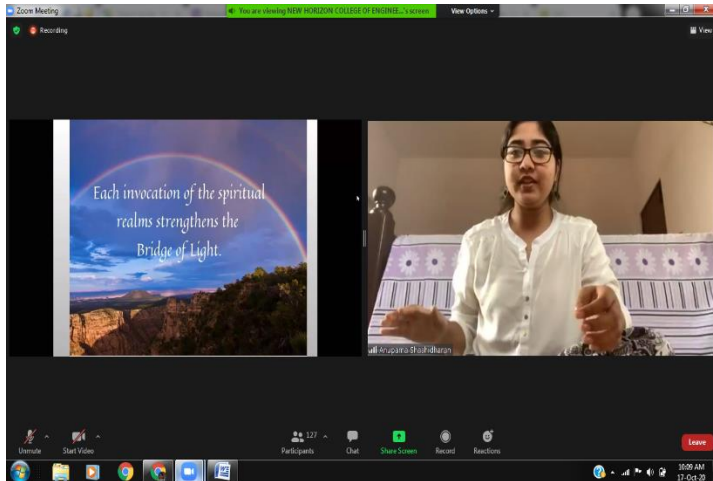 Zoom Meeting
You are viewing NEW HORIZON COLLEGE OF ENGINEE...'s screen
View Options
Recording
View
Each invocation of the spiritual
realms strengthens the
Bridge of Light.
Anupama Shashidharan
Unmute
Start Video
127
Participants
Chat
Share Screen
Record
Reactions
Leave
10:09 AM
17-Oct-20